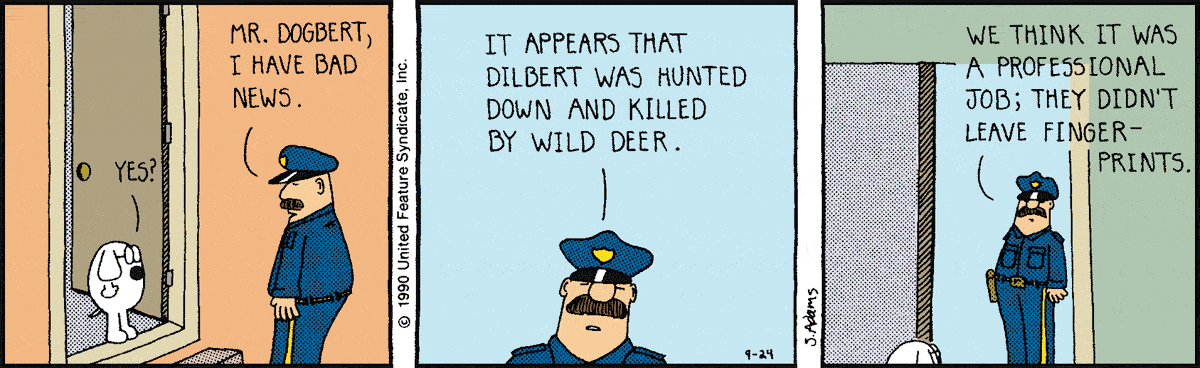 YES?
MR. DOGBERT,
I HAVE BAD
NEWS.
© 1990 United Feature Syndicate, Inc.
IT APPEARS THAT
DILBERT WAS HUNTED
DOWN AND KILLED
BY WILD DEER.
9-24
S. Adams
WE THINK IT WAS
A PROFESSIONAL
JOB; THEY DIDN'T
LEAVE FINGER-
PRINTS.